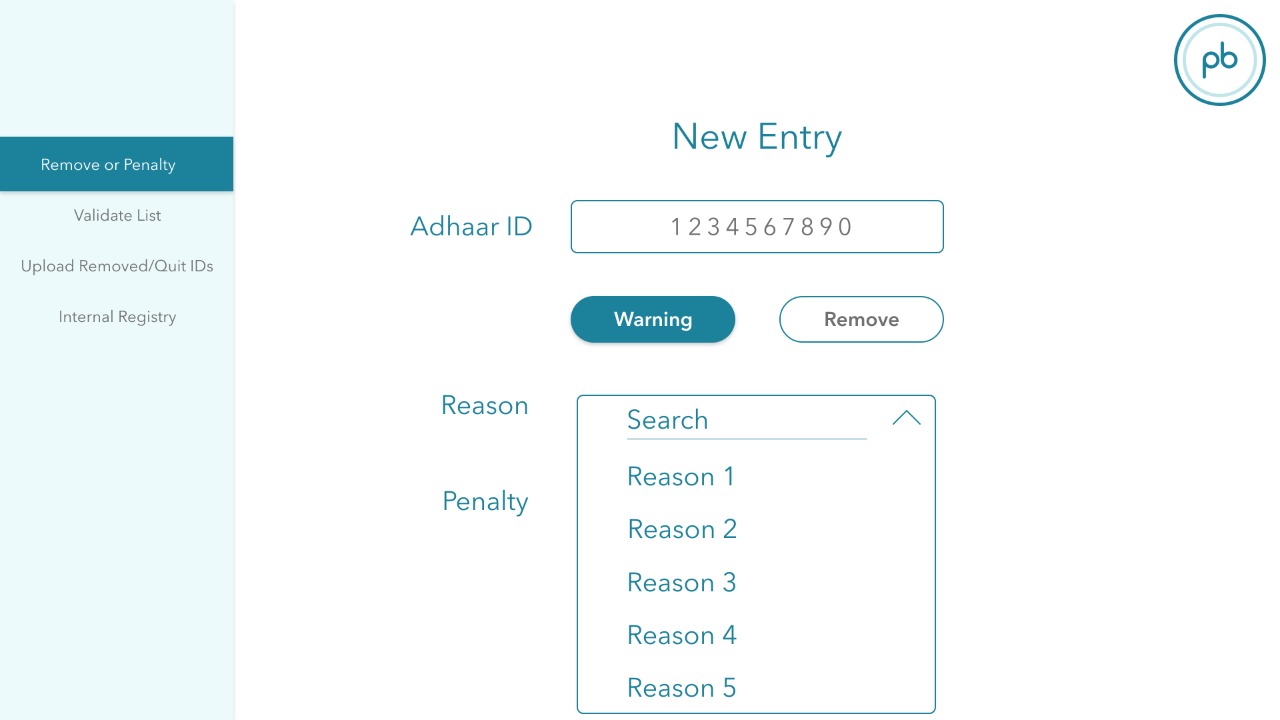 pb
Remove or Penalty
Validate List
Upload Removed/Quit IDs
Internal Registry
New Entry
Adhaar ID
1234567890
Warning
Remove
Reason
Search
Reason 1
Penalty
Reason 2
Reason 3
Reason 4
Reason 5